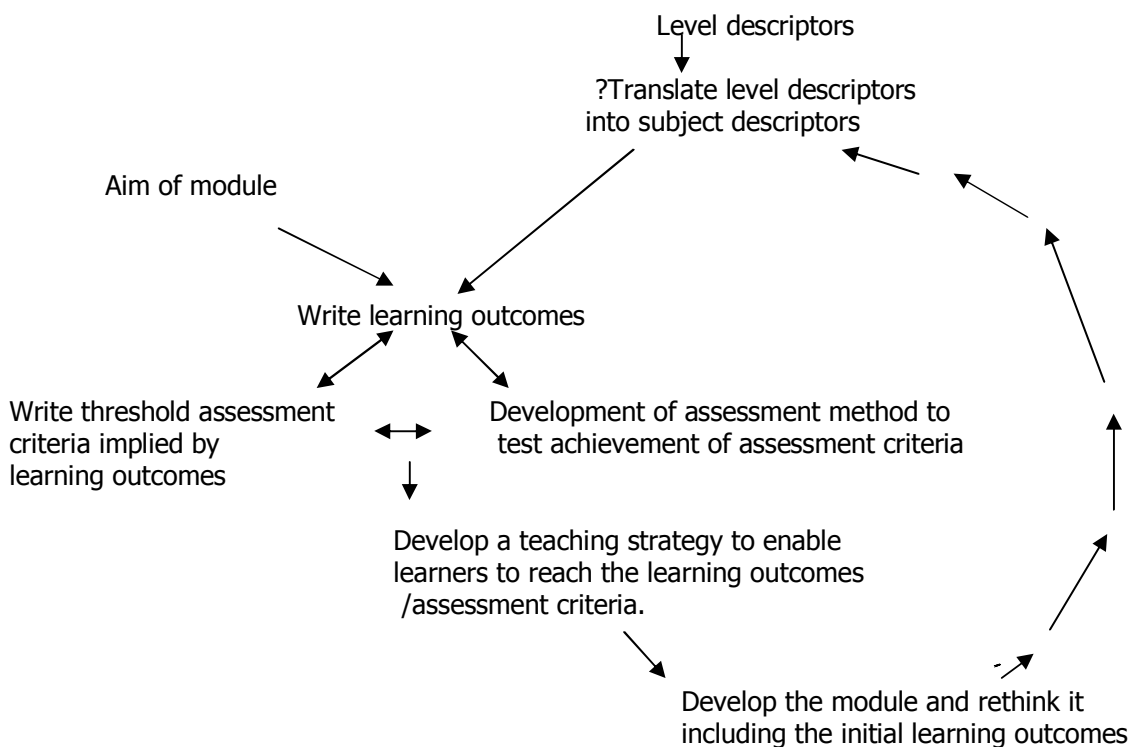 Level descriptors
?Translate level descriptors
into subject descriptors
Aim of module
Write learning outcomes
Write threshold assessment
criteria implied by
learning outcomes
Development of assessment method to
test achievement of assessment criteria
Develop a teaching strategy to enable
learners to reach the learning outcomes
/assessment criteria.
Develop the module and rethink it
including the initial learning outcomes